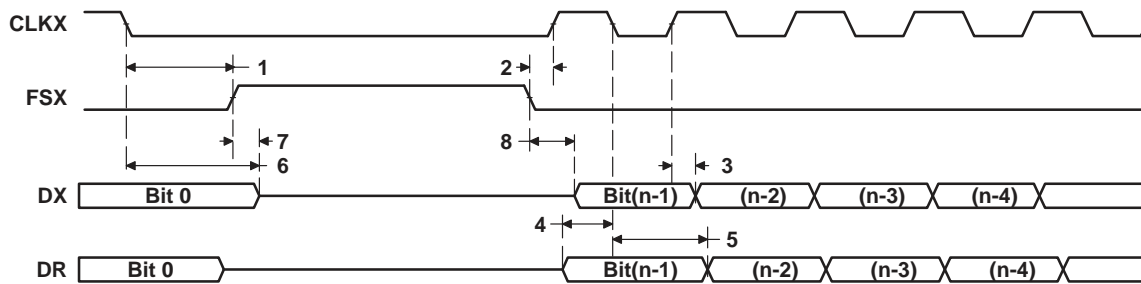 CLKX
1
2
FSX
7
8
6
3
DX
Bit 0
Bit(n-1)
(n-2)
(n-3)
(n-4)
4
5
DR
Bit 0
Bit(n-1)
(n-2)
(n-3)
(n-4)